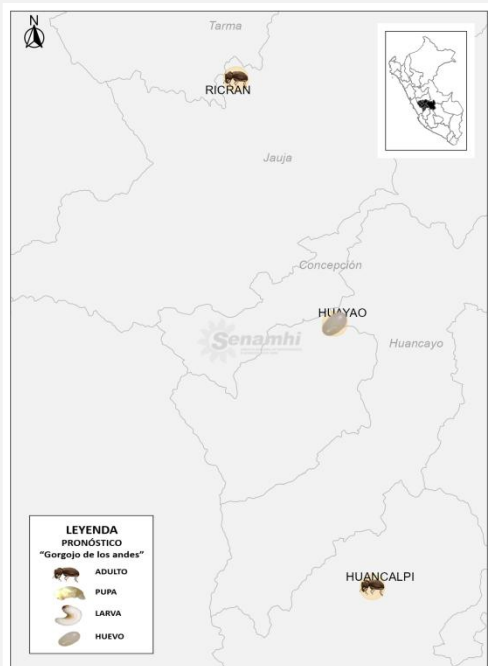 N
Tarma
RICRAN
Jauja
Concepción
HUAYAO
Senamhi
Huancayo
HUANCALPI
LEYENDA
PRONÓSTICO
“Gorgojo de los andes”
ADULTO
PUPA
LARVA
HUEVO